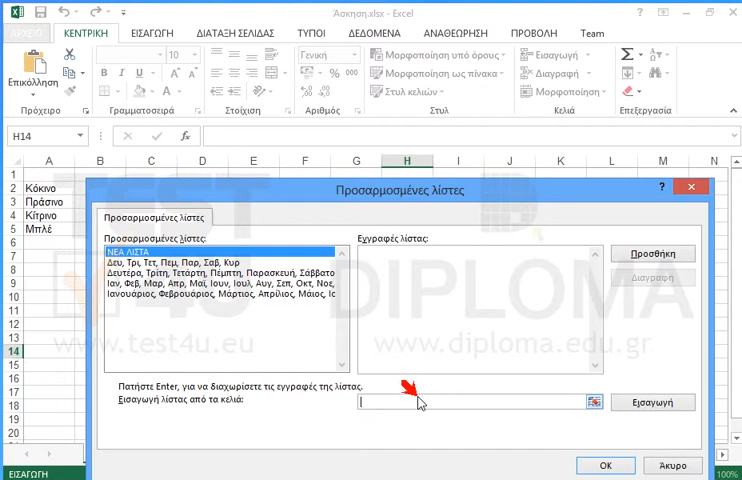 Άσκηση.xlsx - Excel
ΑΡΧΕΙΟ ΚΕΝΤΡΙΚΗ ΕΙΣΑΓΩΓΗ ΔΙΑΤΑΞΗ ΣΕΛΙΔΑΣ ΤΥΠΟΙ ΔΕΔΟΜΕΝΑ ΑΝΑΘΕΩΡΗΣΗ ΠΡΟΒΟΛΗ Team
10 Γενική Μορφοποίηση υπό όρους Εισαγωγή
Επικόλληση B I U Μορφοποίηση ως πίνακα Διαγραφή
Στυλ κελιών Μορφοποίηση
Πρόχειρο Γραμματοσειρά Στοίχιση Αριθμός Στυλ Κελιά Επεξεργασία
H14 fx
A B C D E F G H I J K L M N
1
2 Κόκινο
3 Πράσινο
4 Κίτρινο
5 Μπλέ
6
7
8
9
10
11
12
13
14
15
16
17
18
19
20
Προσαρμοσμένες λίστες ?
Προσαρμοσμένες λίστες
Προσαρμοσμένες λίστες: Εγγραφές λίστας:
ΝΕΑ ΛΙΣΤΑ
Δευ, Τρι, Τετ, Πεμ, Παρ, Σαβ, Κυρ
Δευτέρα, Τρίτη, Τετάρτη, Πέμπτη, Παρασκευή, Σάββατο
Ιαν, Φεβ, Μαρ, Απρ, Μαϊ, Ιουν, Ιουλ, Αυγ, Σεπ, Οκτ, Νοε,
Ιανουάριος, Φεβρουάριος, Μάρτιος, Απρίλιος, Μάιος, Ιο
Προσθήκη
Διαγραφή
TEST 4U DIPLOMA
www.test4u.eu www.diploma.edu.gr
Πατήστε Enter, για να διαχωρίσετε τις εγγραφές της λίστας.
Εισαγωγή λίστας από τα κελιά: Εισαγωγή
OK Άκυρο
ΕΙΣΑΓΩΓΗ 100%